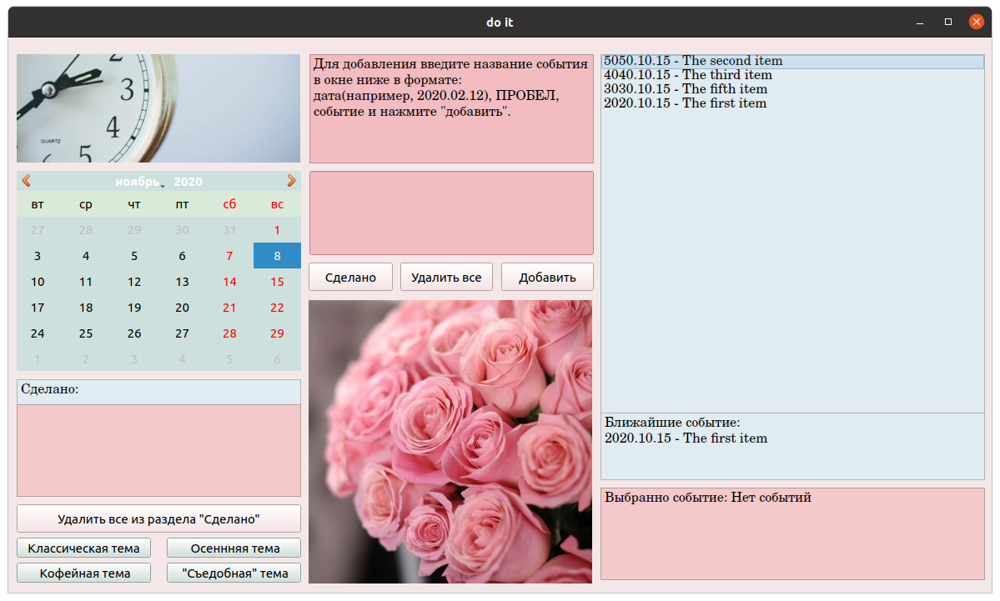 do it
2
3
4
5
6
QUARTZ
ноябрь, 2020
вт ср чт пт сб вс
27 28 29 30 31 1
3 4 5 6 7 8
10 11 12 13 14 15
17 18 19 20 21 22
24 25 26 27 28 29
1 2 3 4 5 6
Сделано:
Удалить все из раздела "Сделано"
Классическая тема Осеннняя тема
Кофейная тема "Съедобная" тема
Для добавления введите название события
в окне ниже в формате:
дата(например, 2020.02.12), ПРОБЕЛ,
событие и нажмите "добавить".
Сделано Удалить все Добавить
5050.10.15 - The second item
4040.10.15 - The third item
3030.10.15 - The fifth item
2020.10.15 - The first item
Ближайшие событие:
2020.10.15 - The first item
Выбранно событие: Нет событий